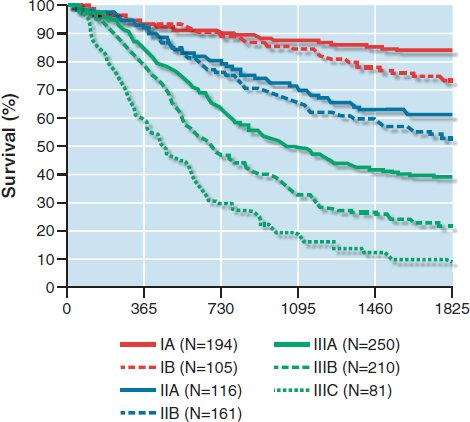 Survival (%)
100
90
80
70
60
50
40
30
20
10
0
0 365 730 1095 1460 1825
IA (N=194) IIIA (N=250)
IB (N=105) IIIB (N=210)
IIA (N=116) IIIC (N=81)
IIB (N=161)